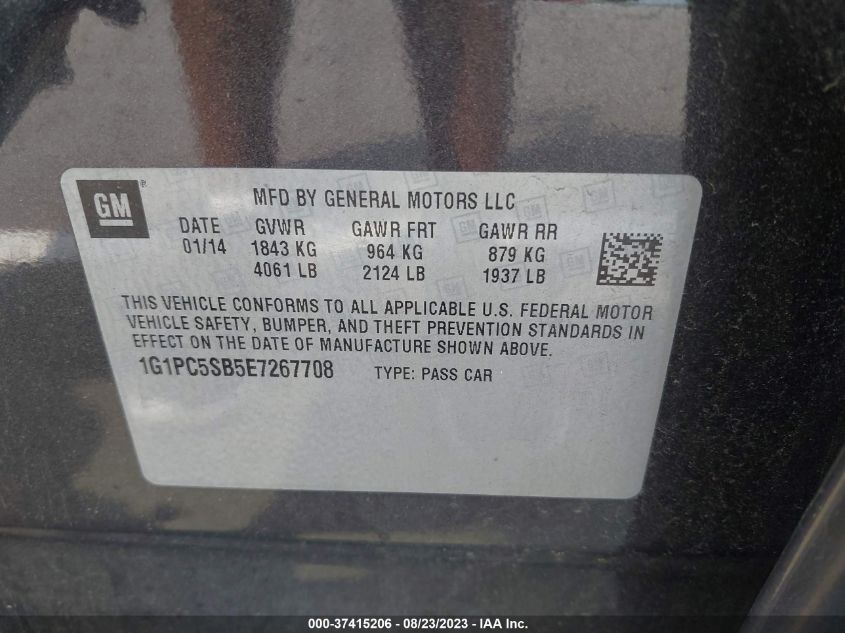 GM ®
MFD BY GENERAL MOTORS LLC
DATE GVWR GAWR FRT GAWR RR
01/14 1843 KG 964 KG 879 KG
4061 LB 2124 LB 1937 LB
THIS VEHICLE CONFORMS TO ALL APPLICABLE U.S. FEDERAL MOTOR
VEHICLE SAFETY, BUMPER, AND THEFT PREVENTION STANDARDS IN
EFFECT ON THE DATE OF MANUFACTURE SHOWN ABOVE.
1G1PC5SB5E7267708 TYPE: PASS CAR
000-37415206 - 08/23/2023 - IAA Inc.